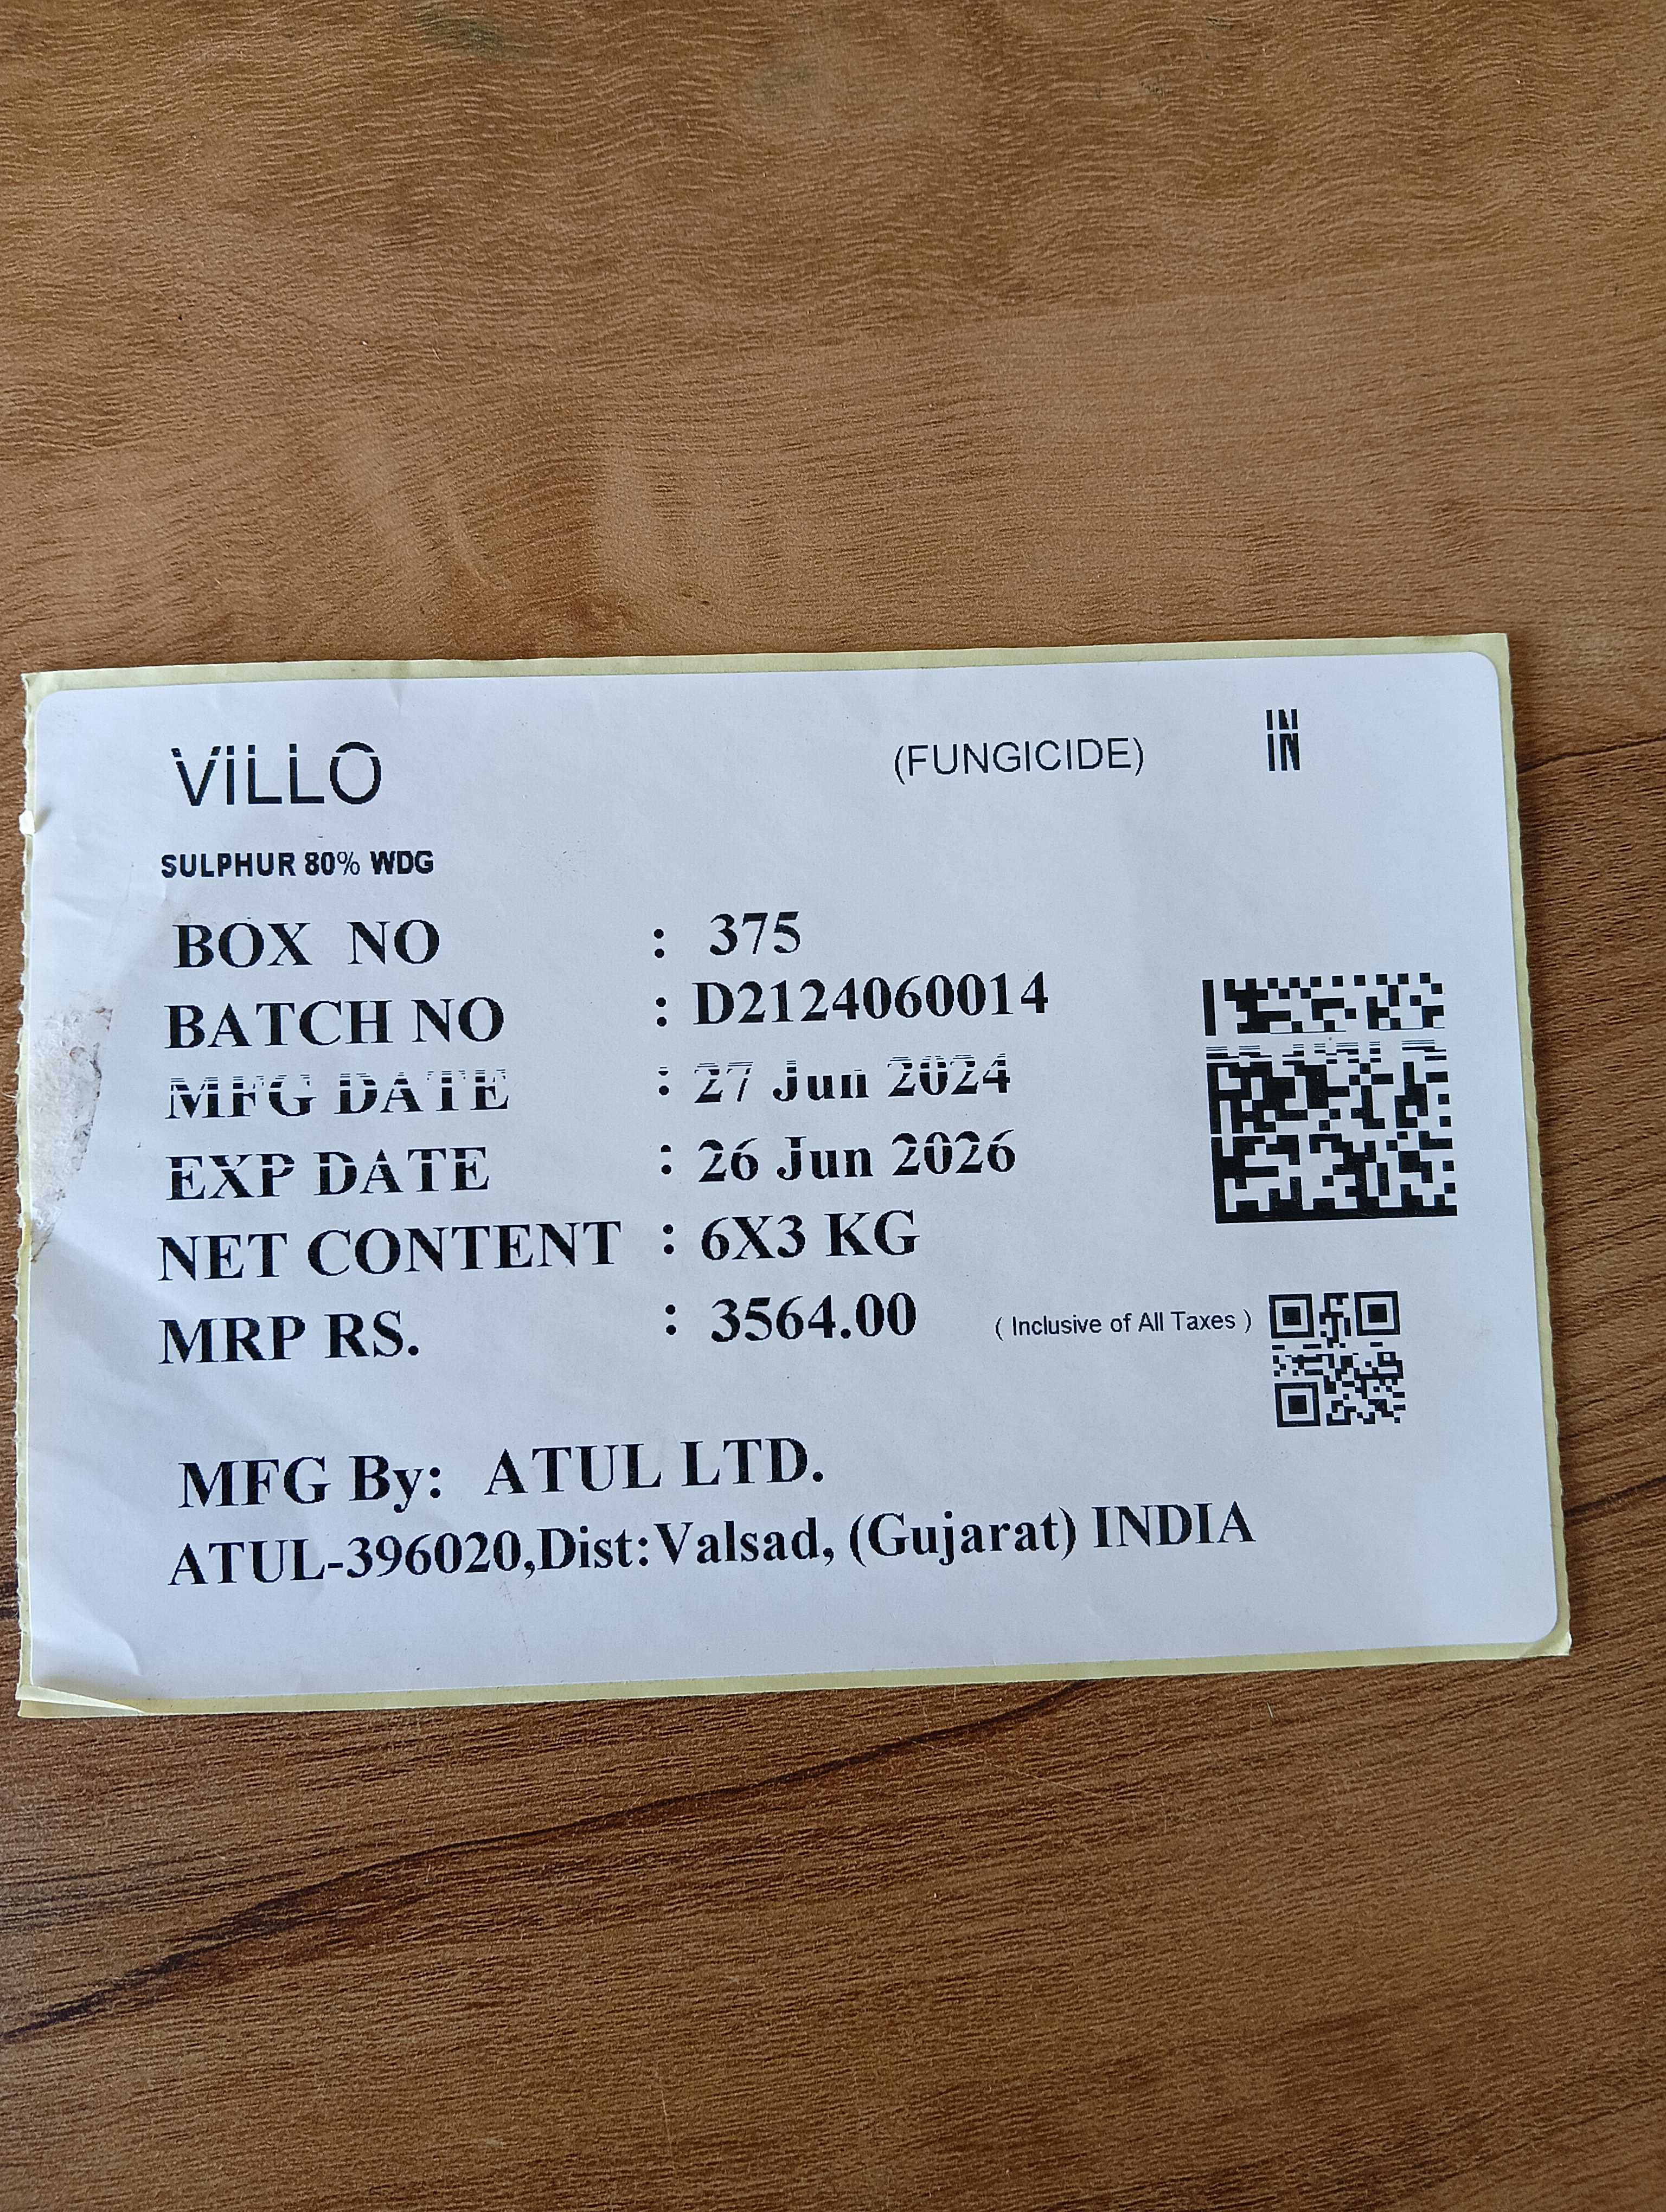 VILLO (FUNGICIDE) IN
SULPHUR 80% WDG
BOX NO : 375
BATCH NO : D2124060014
MFG DATE : 27 Jun 2024
EXP DATE : 26 Jun 2026
NET CONTENT : 6X3 KG
MRP RS. : 3564.00 ( Inclusive of All Taxes )
MFG By: ATUL LTD.
ATUL-396020,Dist:Valsad, (Gujarat) INDIA